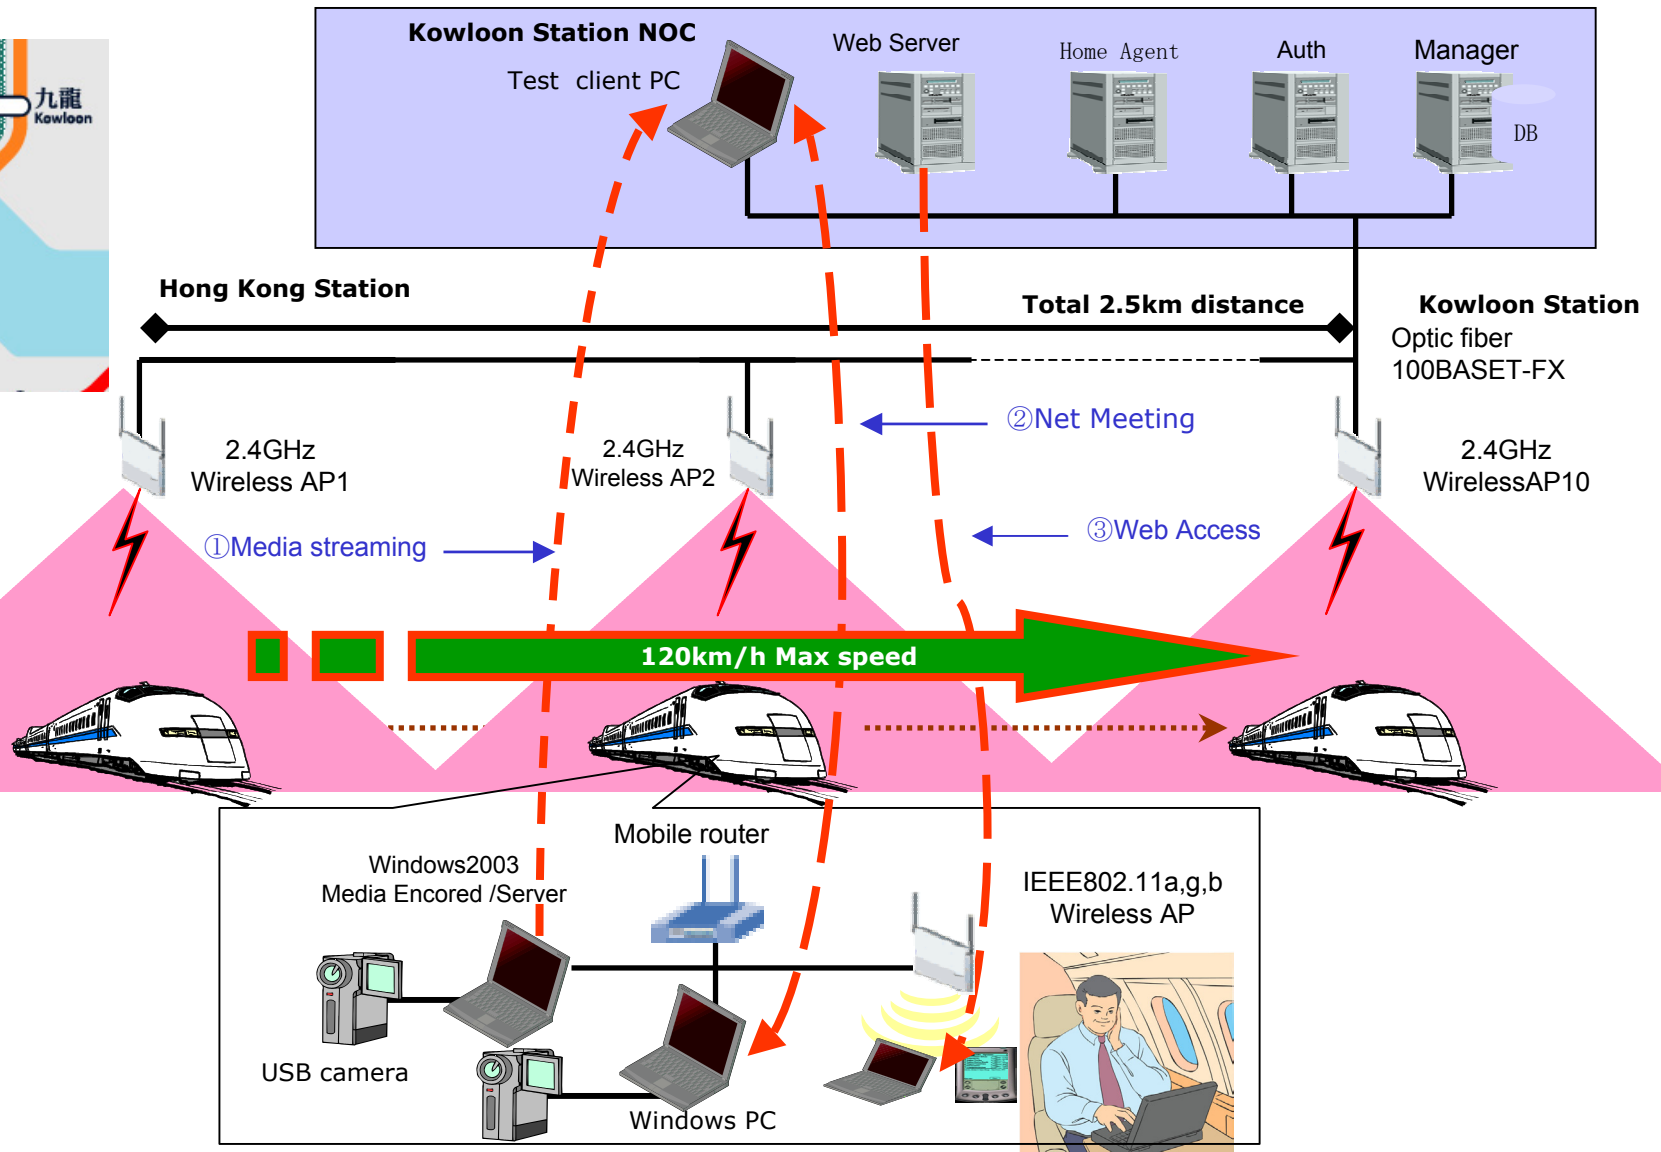 九龍
Kowloon
Kowloon Station NOC
Test client PC
Web Server
Home Agent
Auth
Manager
DB
Hong Kong Station
Total 2.5km distance
Kowloon Station
Optic fiber
100BASET-FX
2.4GHz
Wireless AP1
2.4GHz
Wireless AP2
②Net Meeting
2.4GHz
WirelessAP10
①Media streaming
③Web Access
120km/h Max speed
Mobile router
Windows2003
Media Encored /Server
IEEE802.11a,g,b
Wireless AP
USB camera
Windows PC